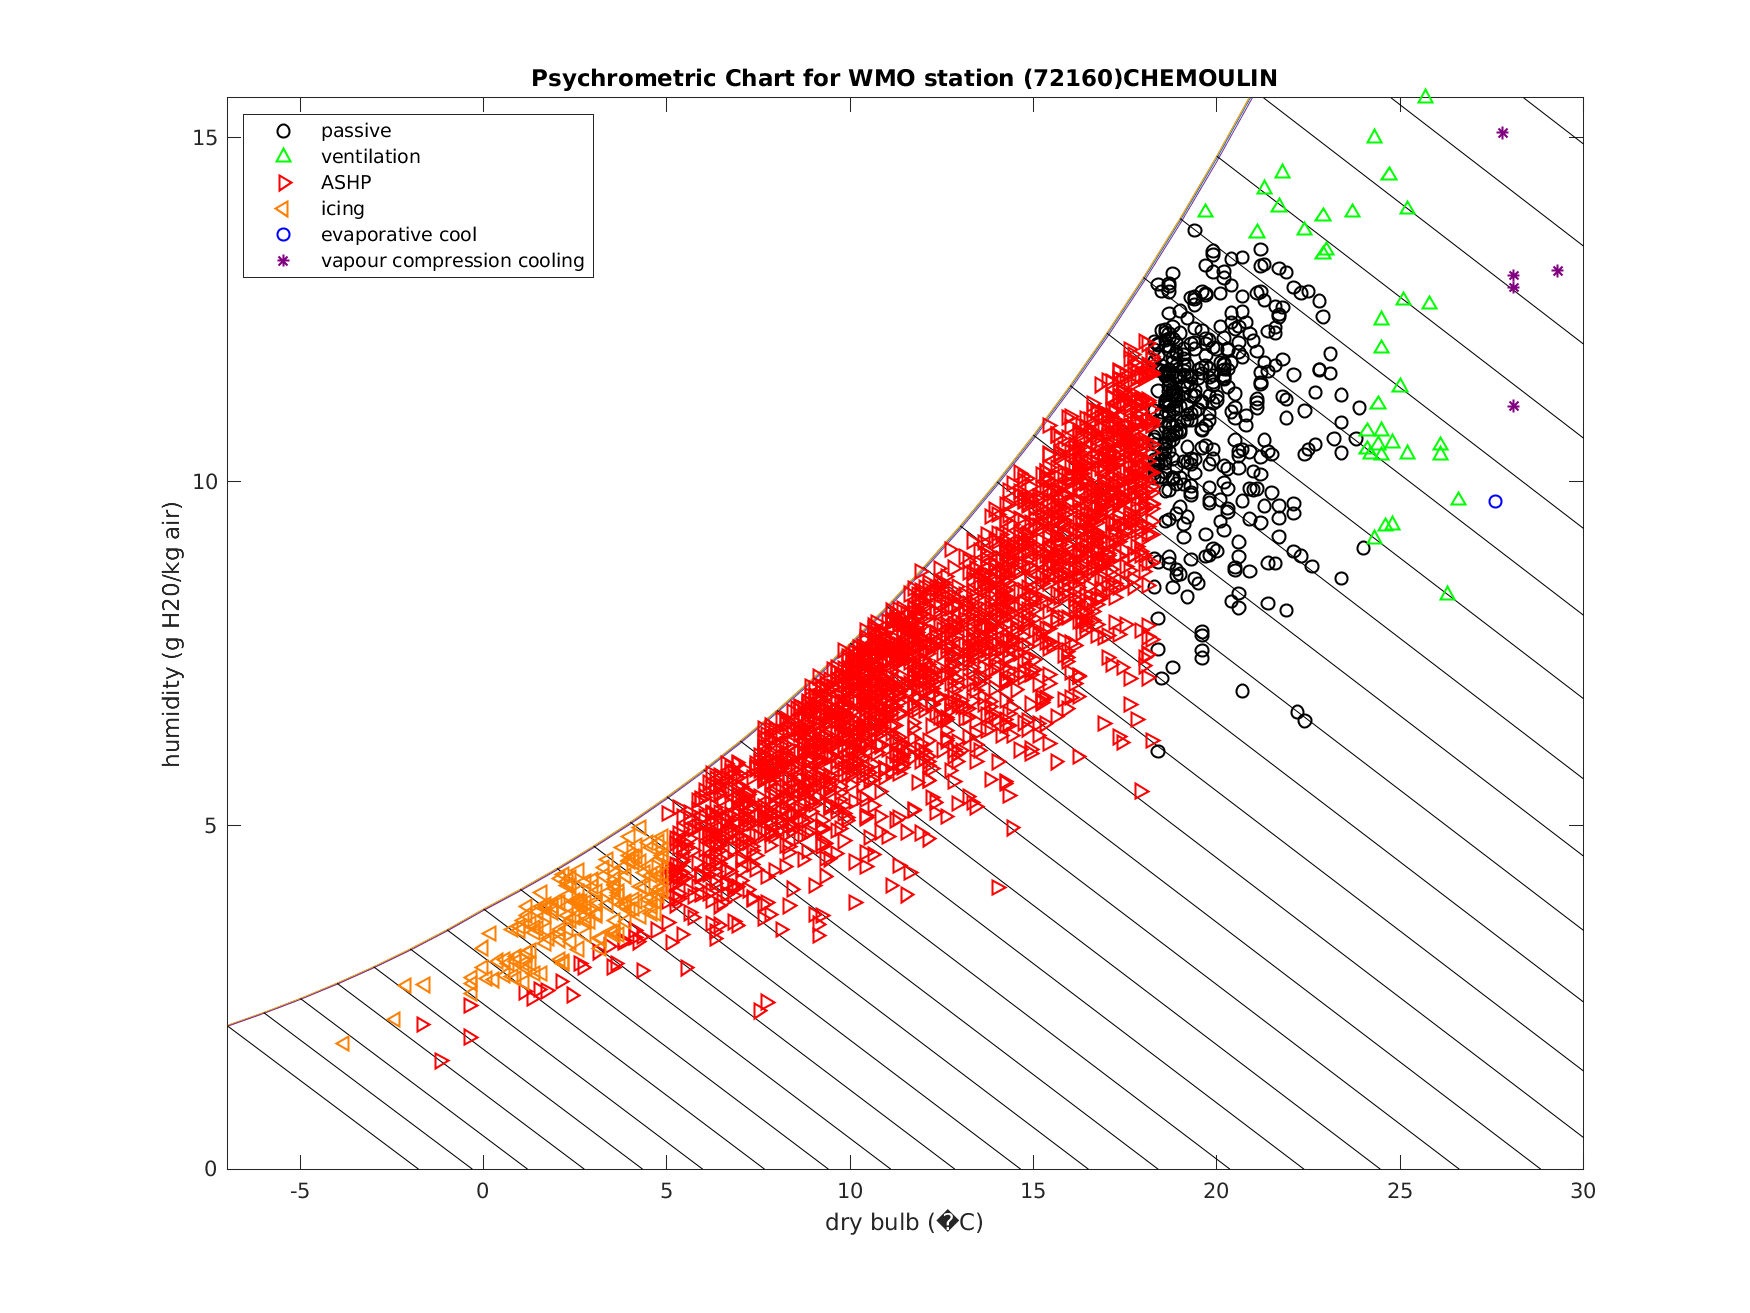 Psychrometric Chart for WMO station (72160)CHEMOULIN
passive
ventilation
ASHP
icing
evaporative cool
vapour compression cooling
humidity (g H20/kg air)
15
10
5
0
-5 0 5 10 15 20 25 30
dry bulb (�C)